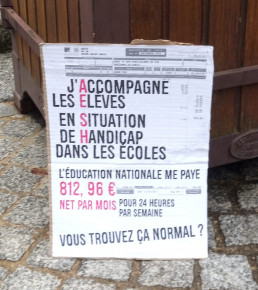 J'ACCOMPAGNE
LES ELÈVES
EN SITUATION
DE HANDICAP
DANS LES ECOLES
L'ÉDUCATION NATIONALE ME PAYE
812, 96 €
NET PAR MOIS POUR 24 HEURES
PAR SEMAINE
VOUS TROUVEZ ÇA NORMAL ?